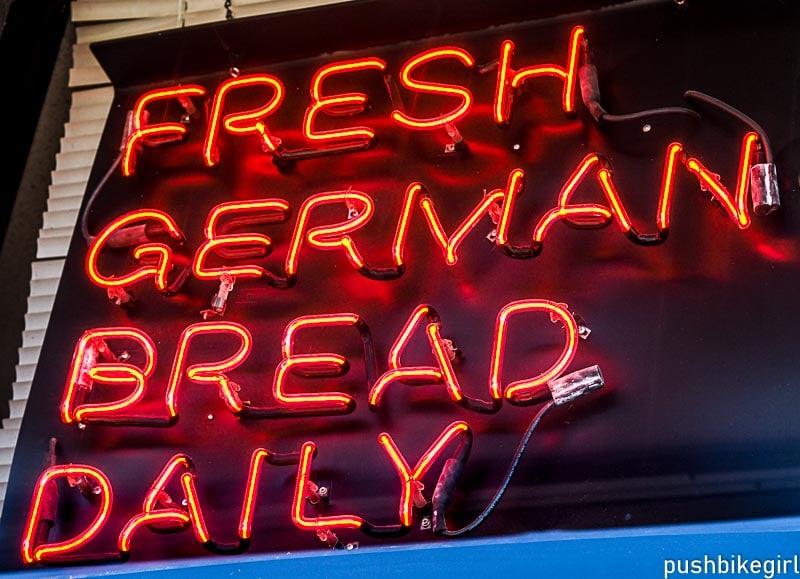 FRESH
GERMAN
BREAD
DAILY
pushbikegirl